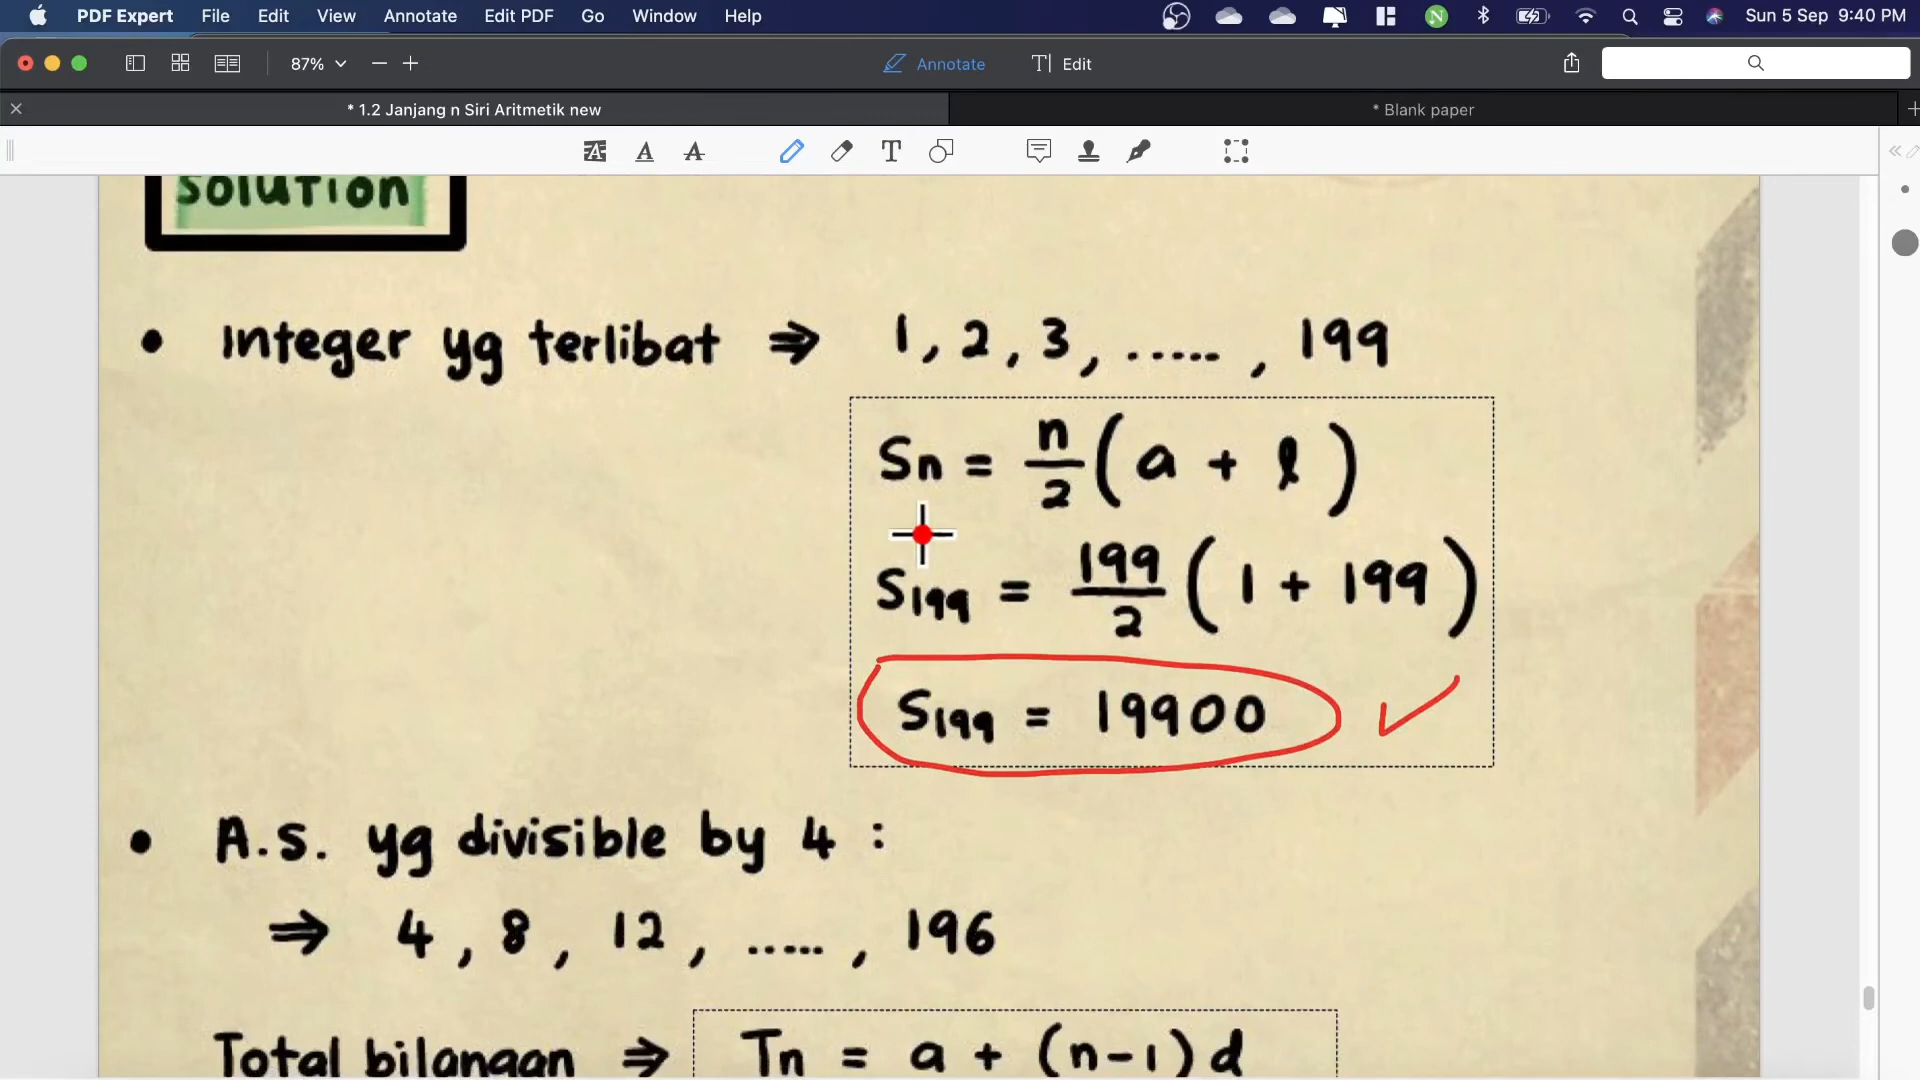 PDF Expert File Edit View Annotate Edit PDF Go Window Help Sun 5 Sep 9:40 PM
87% Annotate Edit
* 1.2 Janjang n Siri Aritmetik new * Blank paper
solution
• Integer yg terlibat ⇒ 1, 2, 3, ..... , 199
Sn = n/2 ( a + l )
S199 = 199/2 ( 1 + 199 )
S199 = 19900 ✓
• A.s. yg divisible by 4 :
⇒ 4 , 8 , 12 , ..... , 196
Total bilangan ⇒ Tn = a + (n-1) d